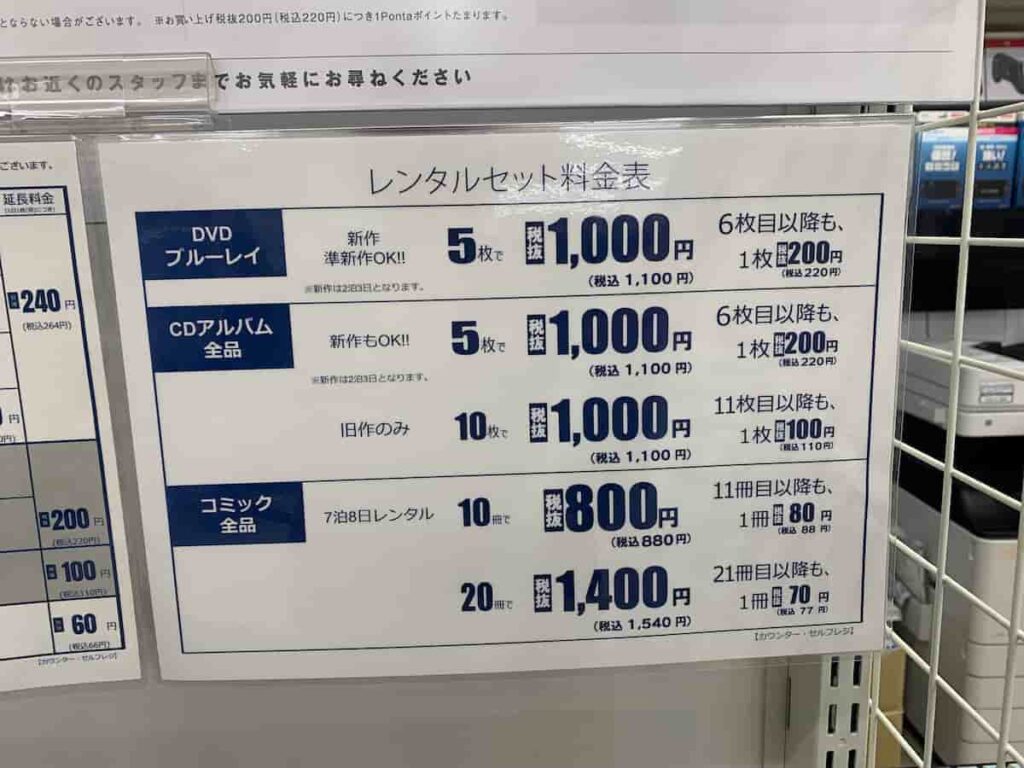 とならない場合がございます。 ※お買い上げ税抜200円(税込220円)につき1Pontaポイントたまります。
お近くのスタッフまでお気軽にお尋ねください
ございます。
延長料金
240円
(税込264円)
円
200円
(税込220円)
100円
(税込110円)
60円
(税込66円)
【カウンター・セルフレジ】
レンタルセット料金表
DVD
ブルーレイ
新作
準新作OK!!
※新作は2泊3日となります。
5枚で
税抜1,000円
(税込 1,100円)
6枚目以降も、
1枚税抜200円
(税込220円)
CDアルバム
全品
新作もOK!!
※新作は2泊3日となります。
5枚で
税抜1,000円
(税込 1,100円)
6枚目以降も、
1枚税抜200円
(税込220円)
旧作のみ
10枚で
税抜1,000円
(税込 1,100円)
11枚目以降も、
1枚税抜100円
(税込110円)
コミック
全品
7泊8日レンタル
10冊で
税抜800円
(税込880円)
11冊目以降も、
1冊税抜80円
(税込 88円)
20冊で
税抜1,400円
(税込 1,540円)
21冊目以降も、
1冊税抜70円
(税込 77円)
【カウンター・セルフレジ】